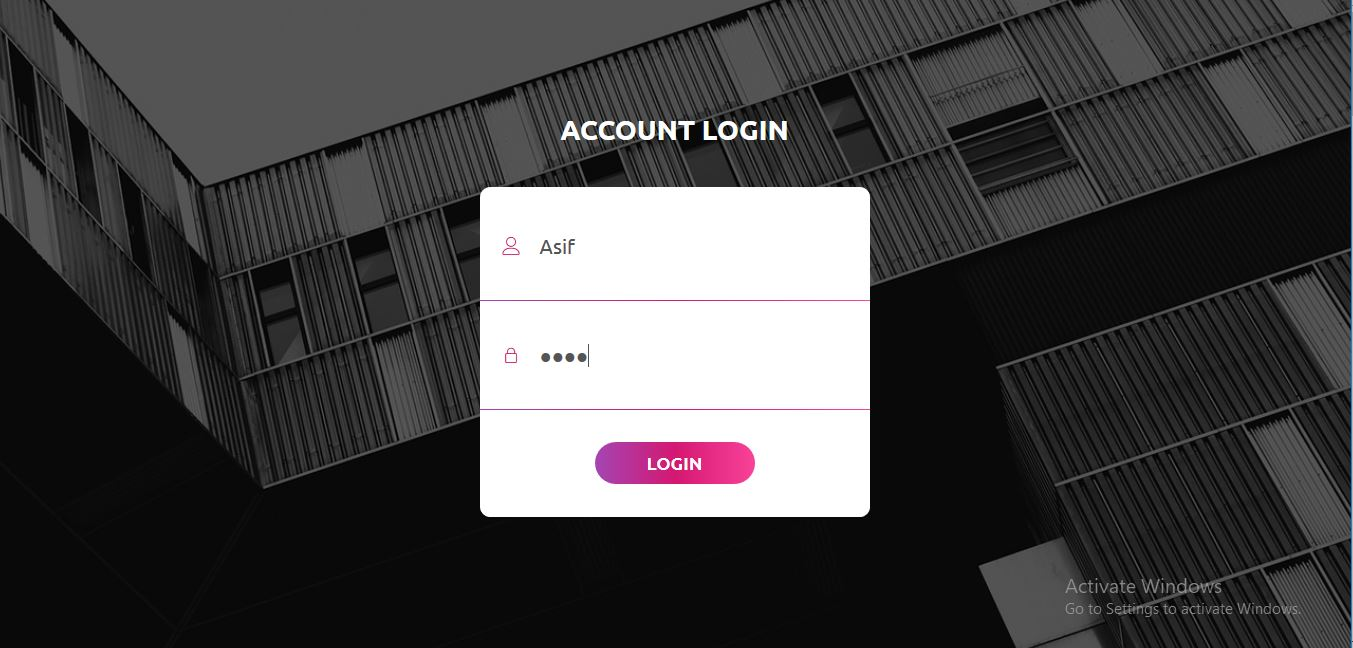 ACCOUNT LOGIN
Asif
●●●●
LOGIN
Activate Windows
Go to Settings to activate Windows.